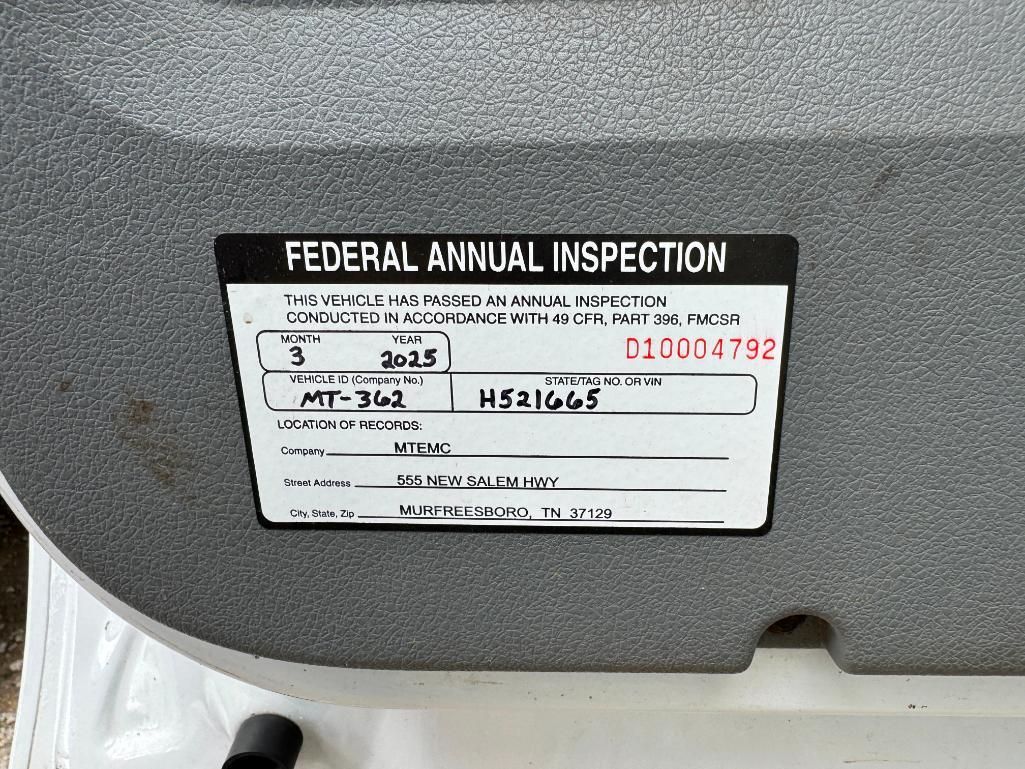 FEDERAL ANNUAL INSPECTION
THIS VEHICLE HAS PASSED AN ANNUAL INSPECTION
CONDUCTED IN ACCORDANCE WITH 49 CFR, PART 396, FMCSR
MONTH YEAR
3 2025
D10004792
VEHICLE ID (Company No.) STATE/TAG NO. OR VIN
MT-362 H521665
LOCATION OF RECORDS:
Company MTEMC
Street Address 555 NEW SALEM HWY
City, State, Zip MURFREESBORO, TN 37129